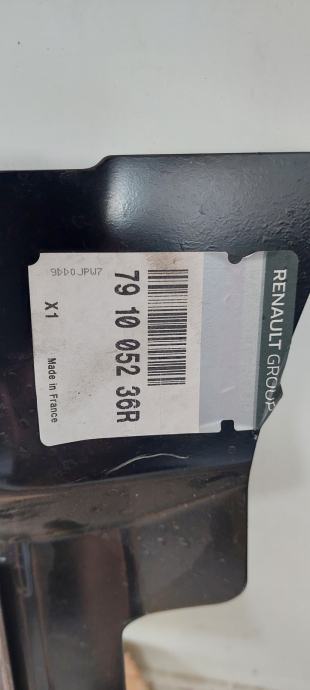 RENAULT GROUP
79 10 052 36R
X1
Made in France